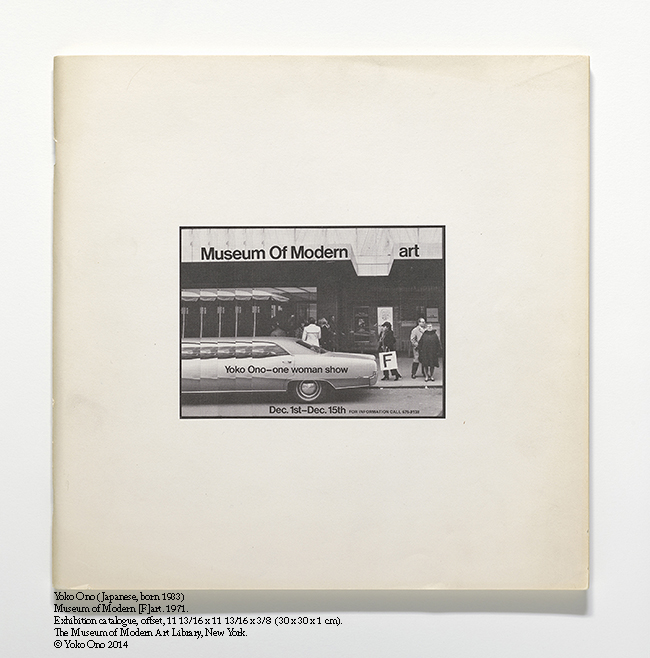 Museum Of Modern art
F
Yoko Ono–one woman show
Dec. 1st–Dec. 15th FOR INFORMATION CALL
Yoko Ono (Japanese, born 1933)
Museum of Modern [F]art. 1971.
Exhibition catalogue, offset, 11 13/16 x 11 13/16 x 3/8 (30 x 30 x 1 cm).
The Museum of Modern Art Library, New York.
© Yoko Ono 2014